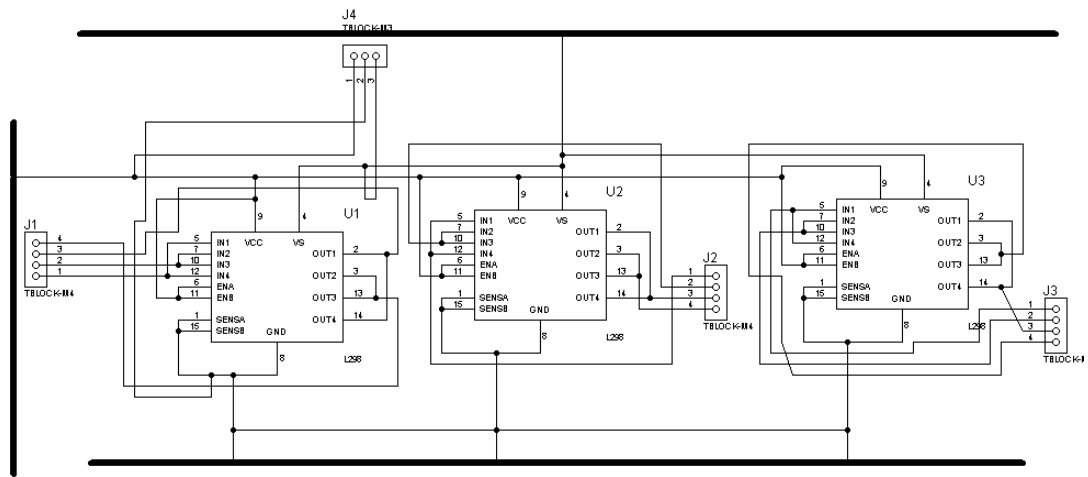 J4
TBLOCK-M3
1 2 3
J1
4
3
2
1
TBLOCK-M4
U1
9
4
VCC
VS
5 IN1
7 IN2
10 IN3
12 IN4
6 ENA
11 ENB
1 SENSA
15 SENSB
OUT1 2
OUT2 3
OUT3 13
OUT4 14
GND
8
L298
U2
9
4
VCC
VS
5 IN1
7 IN2
10 IN3
12 IN4
6 ENA
11 ENB
1 SENSA
15 SENSB
OUT1 2
OUT2 3
OUT3 13
OUT4 14
GND
8
L298
J2
1
2
3
4
TBLOCK-M4
U3
9
4
VCC
VS
5 IN1
7 IN2
10 IN3
12 IN4
6 ENA
11 ENB
1 SENSA
15 SENSB
OUT1 2
OUT2 3
OUT3 13
OUT4 14
GND
8
L298
J3
1
2
3
4
TBLOCK-M